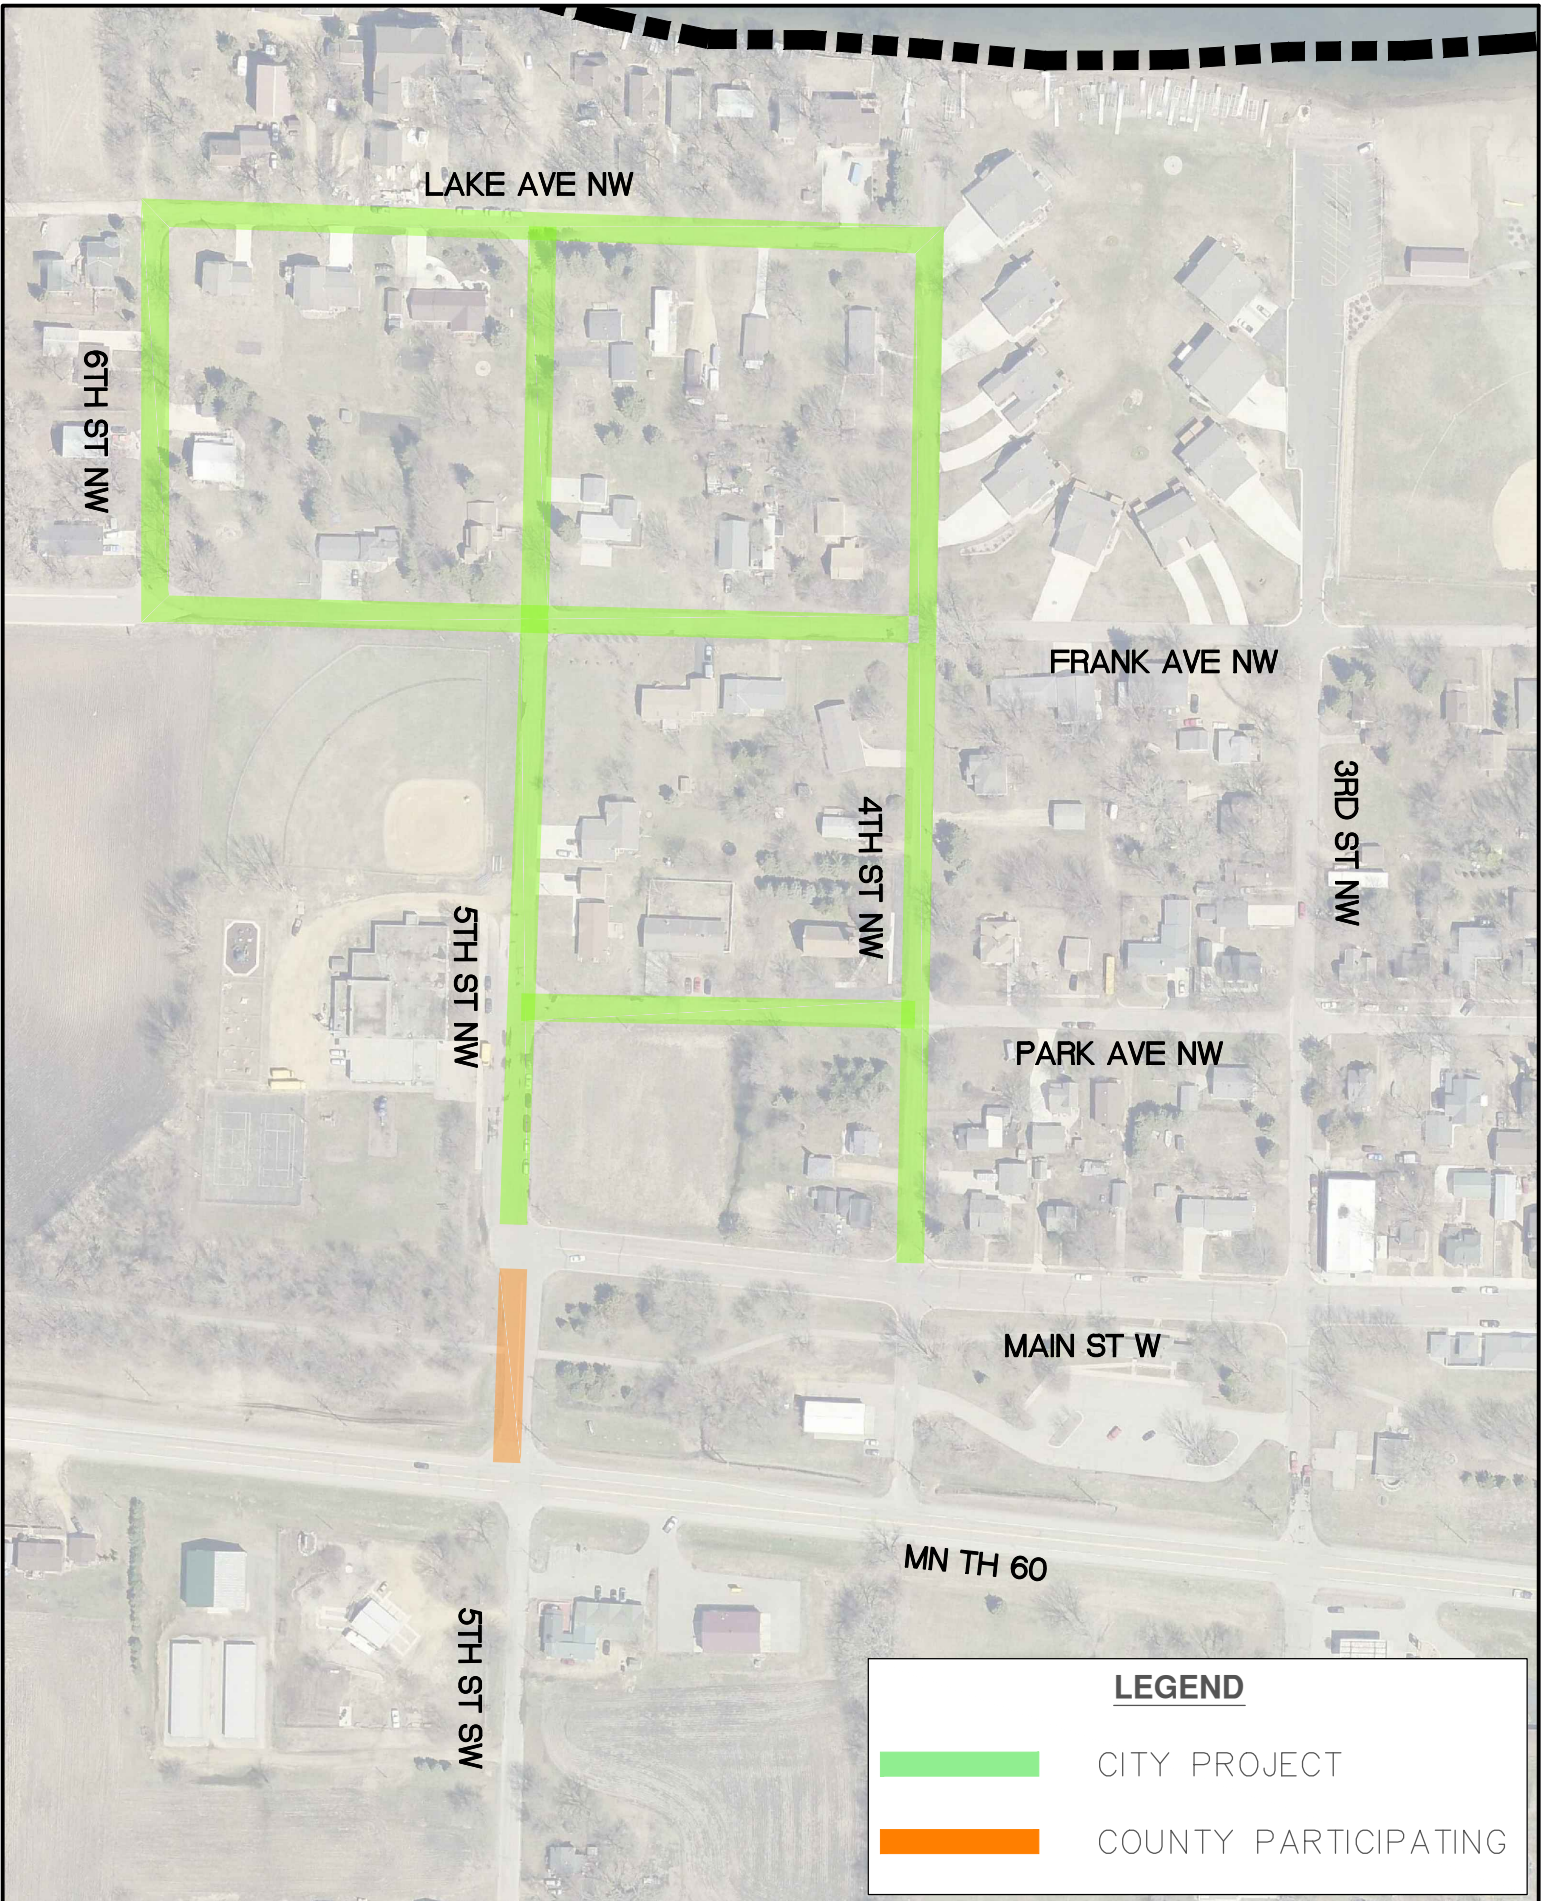 LAKE AVE NW
6TH ST NW
FRANK AVE NW
3RD ST NW
4TH ST NW
5TH ST NW
PARK AVE NW
MAIN ST W
MN TH 60
5TH ST SW
LEGEND
CITY PROJECT
COUNTY PARTICIPATING